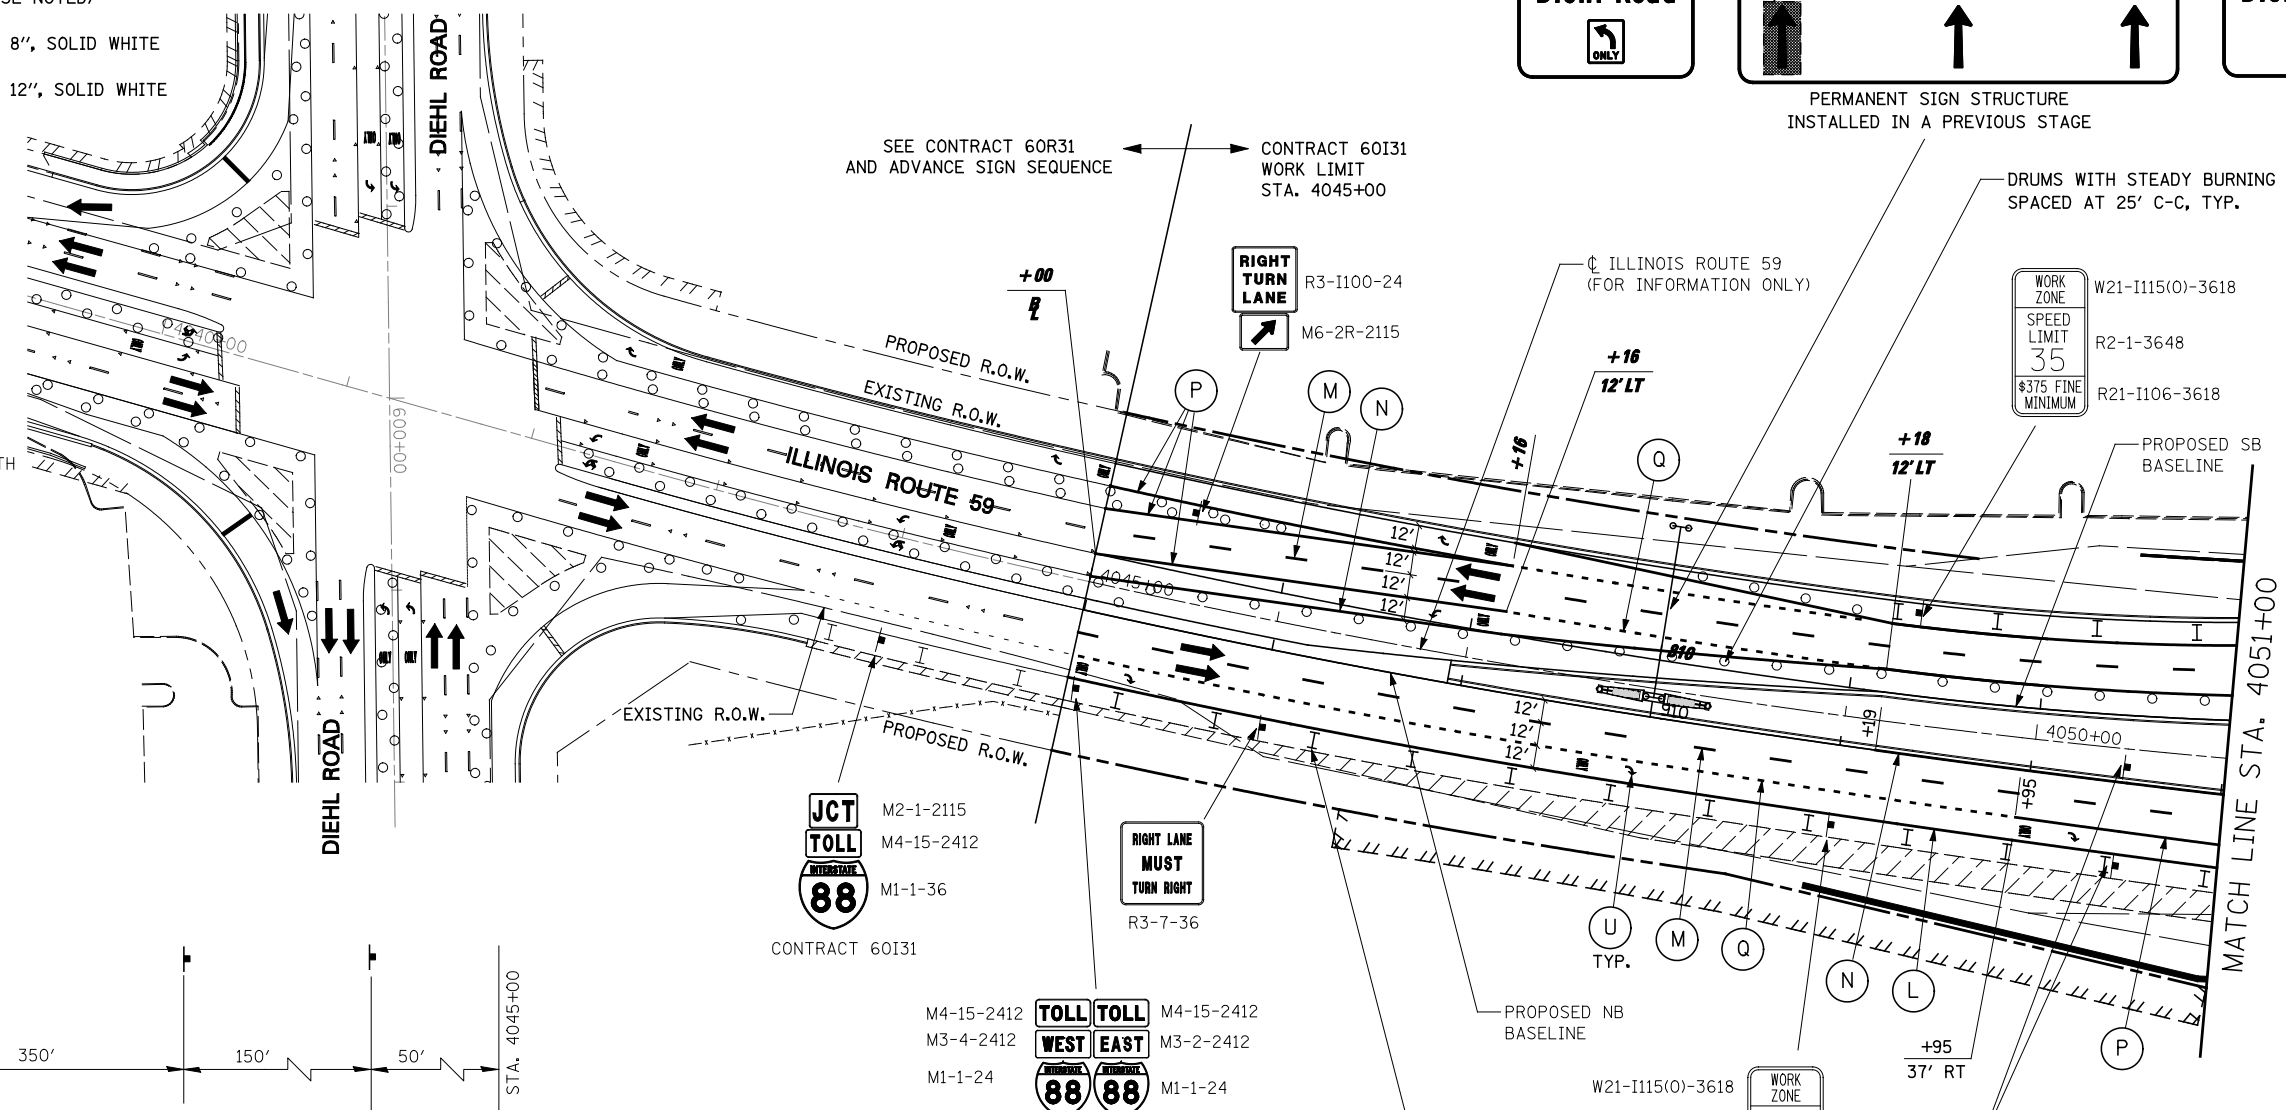 8", SOLID WHITE
12", SOLID WHITE
DIEHL ROAD
ONLY
PERMANENT SIGN STRUCTURE
INSTALLED IN A PREVIOUS STAGE
SEE CONTRACT 60R31
AND ADVANCE SIGN SEQUENCE
CONTRACT 60I31
WORK LIMIT
STA. 4045+00
DRUMS WITH STEADY BURNING
SPACED AT 25' C-C, TYP.
+00
RIGHT
TURN
LANE
R3-I100-24
M6-2R-2115
℄ ILLINOIS ROUTE 59
(FOR INFORMATION ONLY)
WORK
ZONE
W21-I115(O)-3618
SPEED
LIMIT
35
R2-1-3648
$375 FINE
MINIMUM
R21-I106-3618
PROPOSED R.O.W.
EXISTING R.O.W.
+16
12' LT
P
M
N
+16
Q
+18
12' LT
PROPOSED SB
BASELINE
600+00
ILLINOIS ROUTE 59
4045+00
12'
12'
12'
12'
810
910
12'
12'
12'
+19
4050+00
+95
MATCH LINE STA. 4051+00
ONLY
ONLY
DIEHL ROAD
EXISTING R.O.W.
PROPOSED R.O.W.
JCT
M2-1-2115
TOLL
M4-15-2412
INTERSTATE
88
M1-1-36
CONTRACT 60I31
RIGHT LANE
MUST
TURN RIGHT
R3-7-36
U
TYP.
M
Q
N
L
P
PROPOSED NB
BASELINE
+95
37' RT
M4-15-2412
TOLL
TOLL
M4-15-2412
M3-4-2412
WEST
EAST
M3-2-2412
M1-1-24
INTERSTATE
88
INTERSTATE
88
M1-1-24
W21-I115(O)-3618
WORK
ZONE
350'
150'
50'
STA. 4045+00